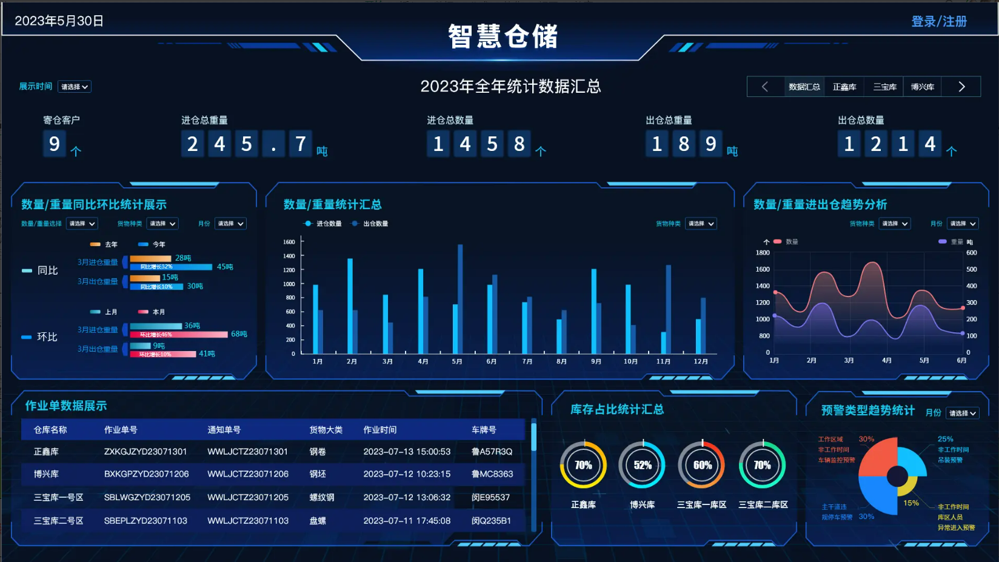 2023年5月30日
智慧仓储
登录/注册
展示时间 请选择
2023年全年统计数据汇总
数据汇总 正鑫库 三宝库 博兴库
寄仓客户 进仓总重量 进仓总数量 出仓总重量 出仓总数量
9 个 245.7 吨 1458 个 189 吨 1214 个
数量/重量同比环比统计展示
数量/重量选择 请选择 货物种类 请选择 月份 请选择
去年 今年
同比
3月进仓重量 28吨
同比增长32% 45吨
3月出仓重量 15吨
同比增长10% 30吨
上月 本月
环比
3月进仓重量 36吨
环比增长46% 68吨
3月出仓重量 9吨
环比增长10% 41吨
数量/重量统计汇总
进仓数量 出仓数量
货物种类 请选择
1600
1400
1200
1000
800
600
400
200
0
1月 2月 3月 4月 5月 6月 7月 8月 9月 10月 11月 12月
数量/重量进出仓趋势分析
货物种类 请选择 月份 请选择
个 数量 重量 吨
1800 600
1600 500
1400 400
1200 300
1000 200
800 100
0 0
1月 2月 3月 4月 5月 6月
作业单数据展示
仓库名称 作业单号 通知单号 货物大类 作业时间 车牌号
正鑫库 ZXKGJZYD23071301 WWLJCTZ23071301 钢卷 2023-07-13 15:00:53 鲁A57R3Q
博兴库 BXKGPZYD23071206 WWLJCTZ23071206 钢坯 2023-07-12 10:23:15 鲁MC8363
三宝库一号区 SBLWGZYD23071205 WWLJCTZ23071205 螺纹钢 2023-07-12 13:06:32 闵E95537
三宝库二号区 SBEPLZYD23071103 WWLJCTZ23071103 盘螺 2023-07-11 17:45:08 闵Q235B1
库存占比统计汇总
70% 52% 60% 70%
正鑫库 博兴库 三宝库一库区 三宝库二库区
预警类型趋势统计 月份 请选择
工作区域 30%
非工作时间
车辆监控预警
25%
非工作时间
吊装预警
主干道违
规停车预警 30%
15%
非工作时间
库区人员
异常进入预警